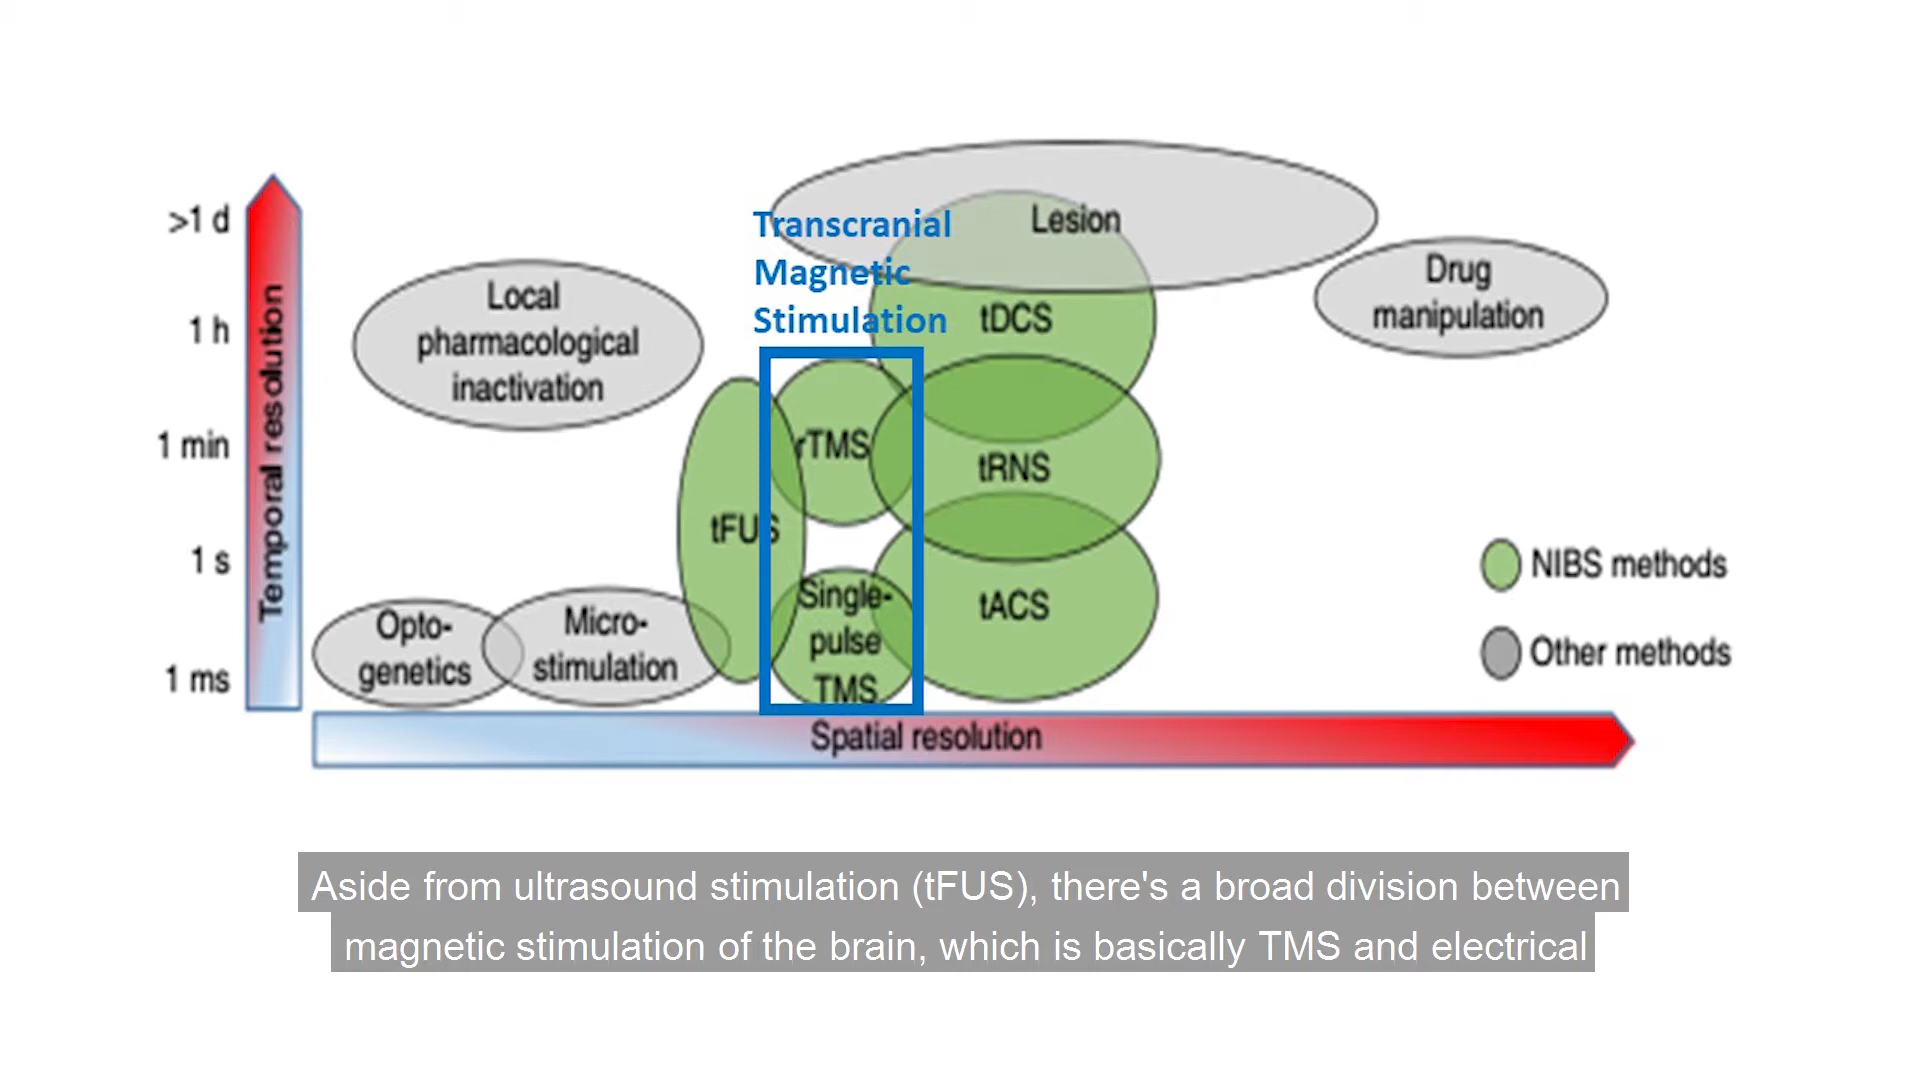 >1 d
1 h
1 min
1 s
1 ms
Temporal resolution
Local
pharmacological
inactivation
Transcranial
Magnetic
Stimulation
Lesion
Drug
manipulation
tDCS
rTMS
tRNS
tFUS
tACS
Single-
pulse
TMS
Opto-
genetics
Micro-
stimulation
NIBS methods
Other methods
Spatial resolution
Aside from ultrasound stimulation (tFUS), there's a broad division between
magnetic stimulation of the brain, which is basically TMS and electrical